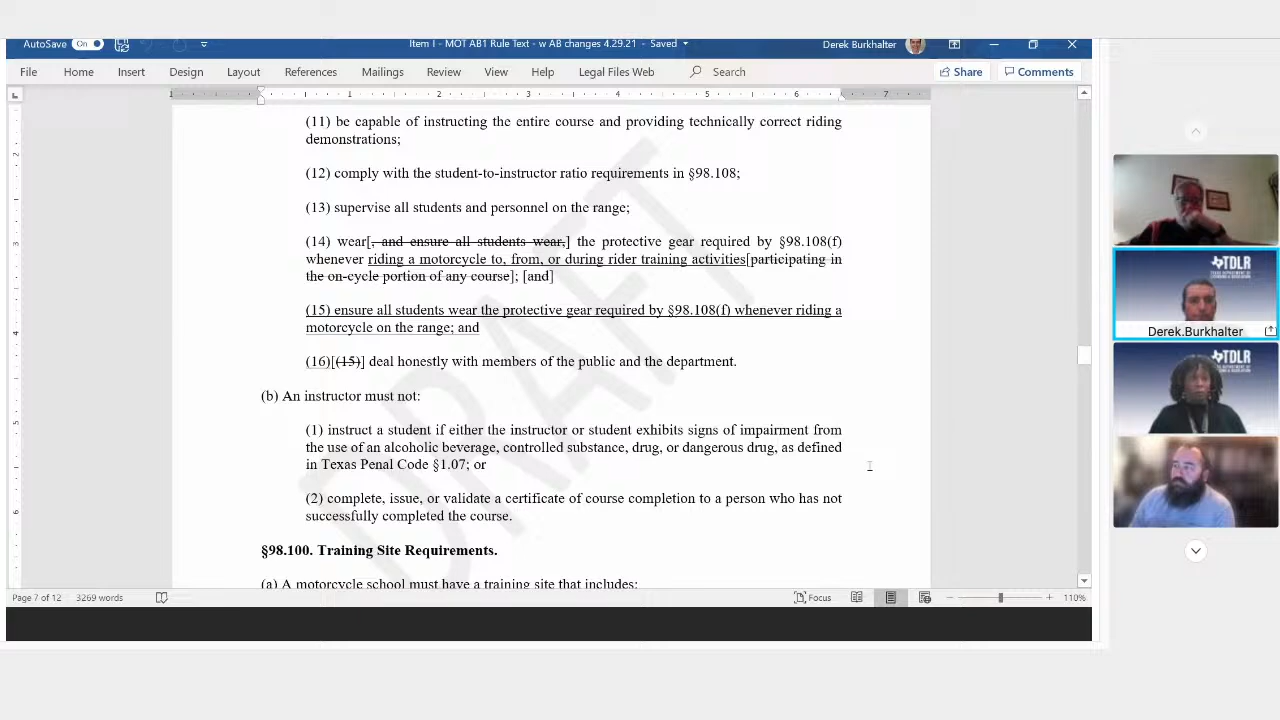 AutoSave On
Item I - MOT AB1 Rule Text - w AB changes 4.29.21 - Saved
Derek Burkhalter
File Home Insert Design Layout References Mailings Review View Help Legal Files Web Search Share Comments
1 1 2 3 4 5 6 7
(11) be capable of instructing the entire course and providing technically correct riding
demonstrations;
(12) comply with the student-to-instructor ratio requirements in §98.108;
(13) supervise all students and personnel on the range;
(14) wear[, and ensure all students wear,] the protective gear required by §98.108(f)
whenever riding a motorcycle to, from, or during rider training activities[participating in
the on-cycle portion of any course]; [and]
(15) ensure all students wear the protective gear required by §98.108(f) whenever riding a
motorcycle on the range; and
(16)[(15)] deal honestly with members of the public and the department.
(b) An instructor must not:
(1) instruct a student if either the instructor or student exhibits signs of impairment from
the use of an alcoholic beverage, controlled substance, drug, or dangerous drug, as defined
in Texas Penal Code §1.07; or
(2) complete, issue, or validate a certificate of course completion to a person who has not
successfully completed the course.
§98.100. Training Site Requirements.
(a) A motorcycle school must have a training site that includes:
DRAFT
Page 7 of 12 3269 words
Focus
110%
TDLR
Derek.Burkhalter
TDLR